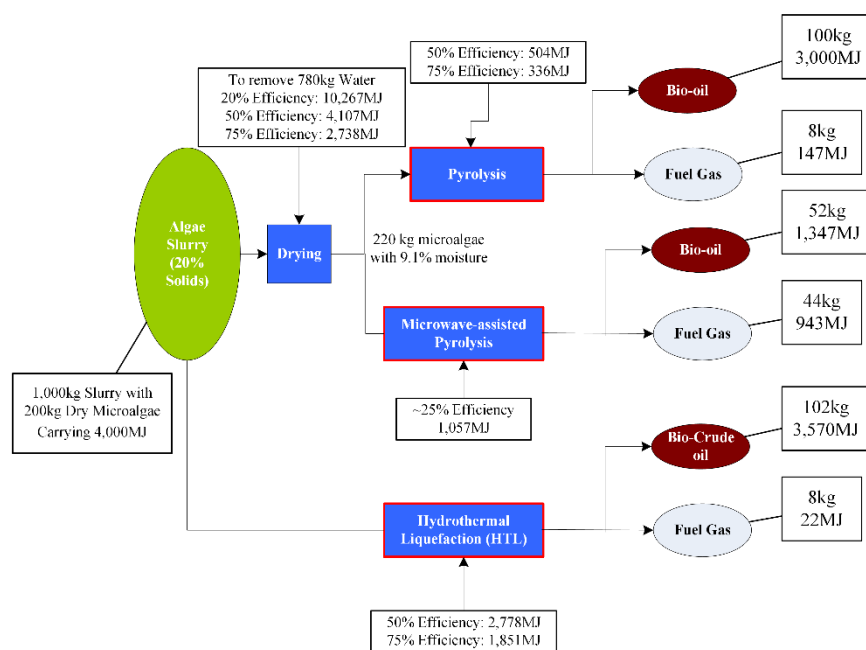 100kg
3,000MJ
50% Efficiency: 504MJ
75% Efficiency: 336MJ
To remove 780kg Water
20% Efficiency: 10,267MJ
50% Efficiency: 4,107MJ
75% Efficiency: 2,738MJ
Bio-oil
8kg
147MJ
Pyrolysis
Fuel Gas
52kg
1,347MJ
Algae
Slurry
(20%
Solids)
Drying
220 kg microalgae
with 9.1% moisture
Bio-oil
44kg
943MJ
Microwave-assisted
Pyrolysis
Fuel Gas
1,000kg Slurry with
200kg Dry Microalgae
Carrying 4,000MJ
~25% Efficiency
1,057MJ
102kg
3,570MJ
Bio-Crude
oil
8kg
22MJ
Hydrothermal
Liquefaction (HTL)
Fuel Gas
50% Efficiency: 2,778MJ
75% Efficiency: 1,851MJ